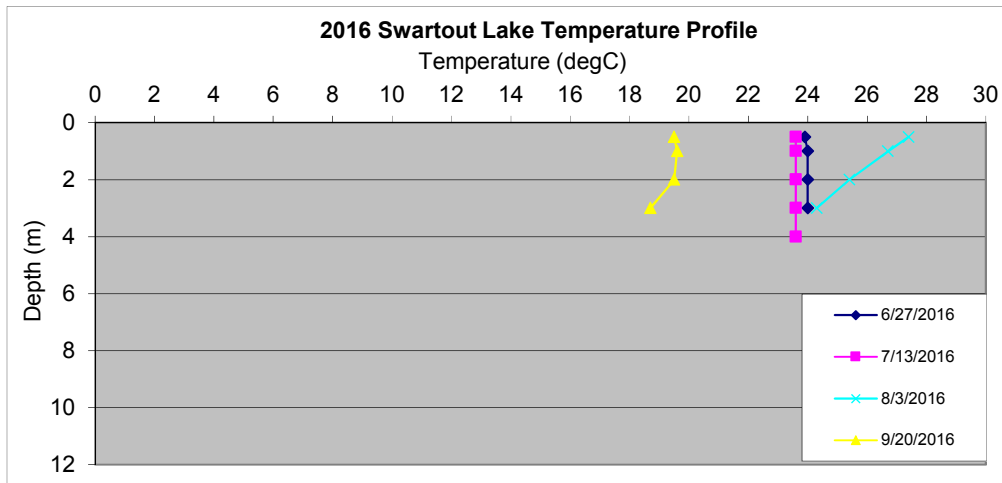 2016 Swartout Lake Temperature Profile
Temperature (degC)
0 2 4 6 8 10 12 14 16 18 20 22 24 26 28 30
0
2
4
6
8
10
12
Depth (m)
6/27/2016
7/13/2016
8/3/2016
9/20/2016